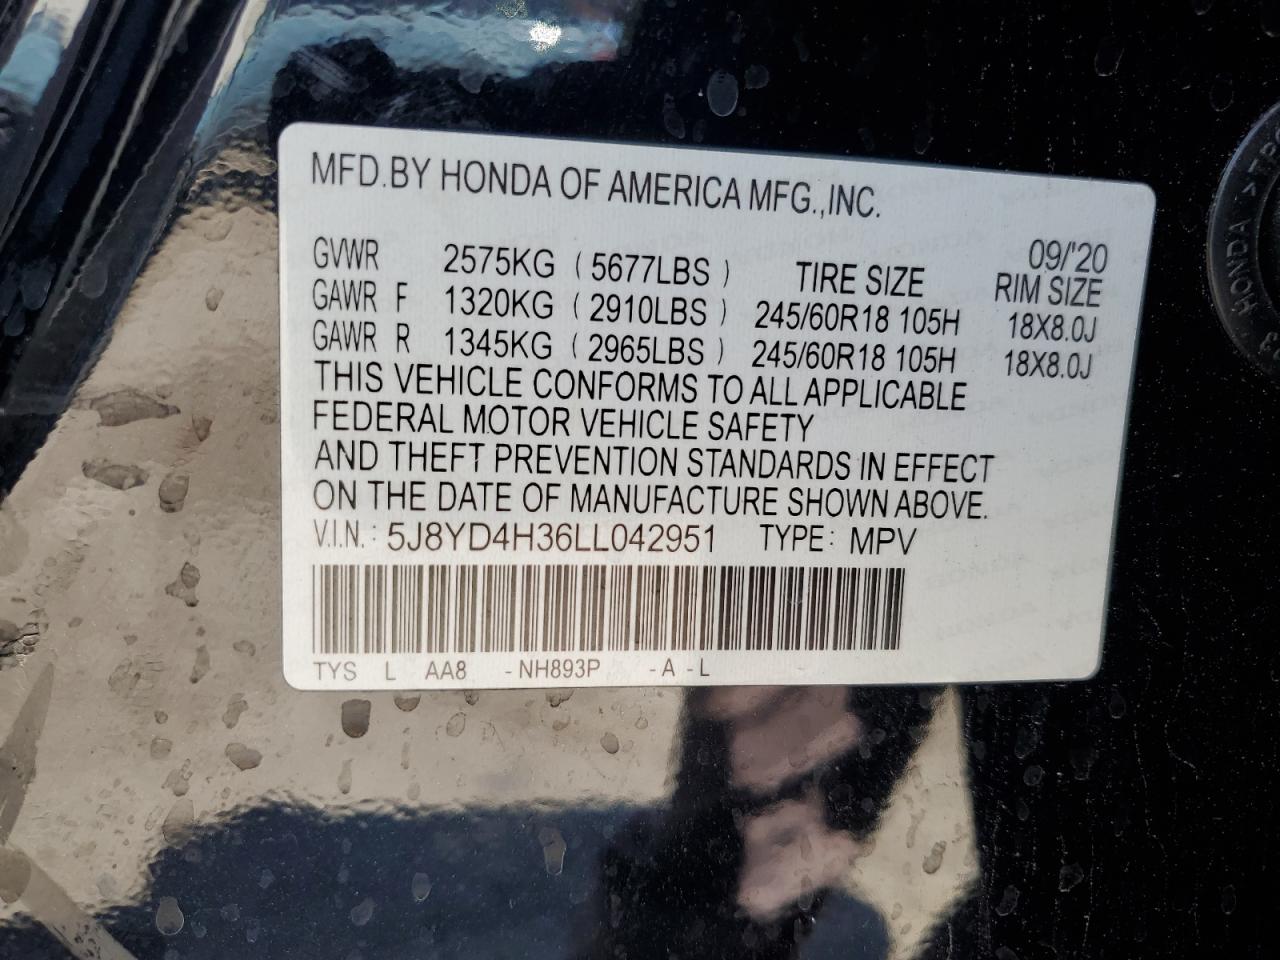 MFD.BY HONDA OF AMERICA MFG.,INC.
09/'20
GVWR 2575KG ( 5677LBS ) TIRE SIZE RIM SIZE
GAWR F 1320KG ( 2910LBS ) 245/60R18 105H 18X8.0J
GAWR R 1345KG ( 2965LBS ) 245/60R18 105H 18X8.0J
THIS VEHICLE CONFORMS TO ALL APPLICABLE
FEDERAL MOTOR VEHICLE SAFETY
AND THEFT PREVENTION STANDARDS IN EFFECT
ON THE DATE OF MANUFACTURE SHOWN ABOVE.
V.I.N.: 5J8YD4H36LL042951 TYPE: MPV
TYS L AA8 -NH893P -A -L
HONDA